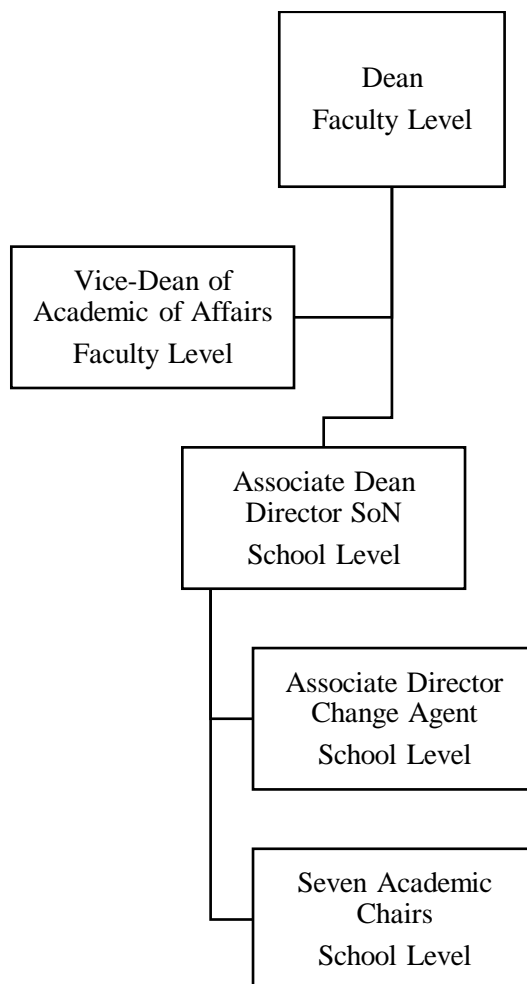 Dean
Faculty Level
Vice-Dean of
Academic of Affairs
Faculty Level
Associate Dean
Director SoN
School Level
Associate Director
Change Agent
School Level
Seven Academic
Chairs
School Level